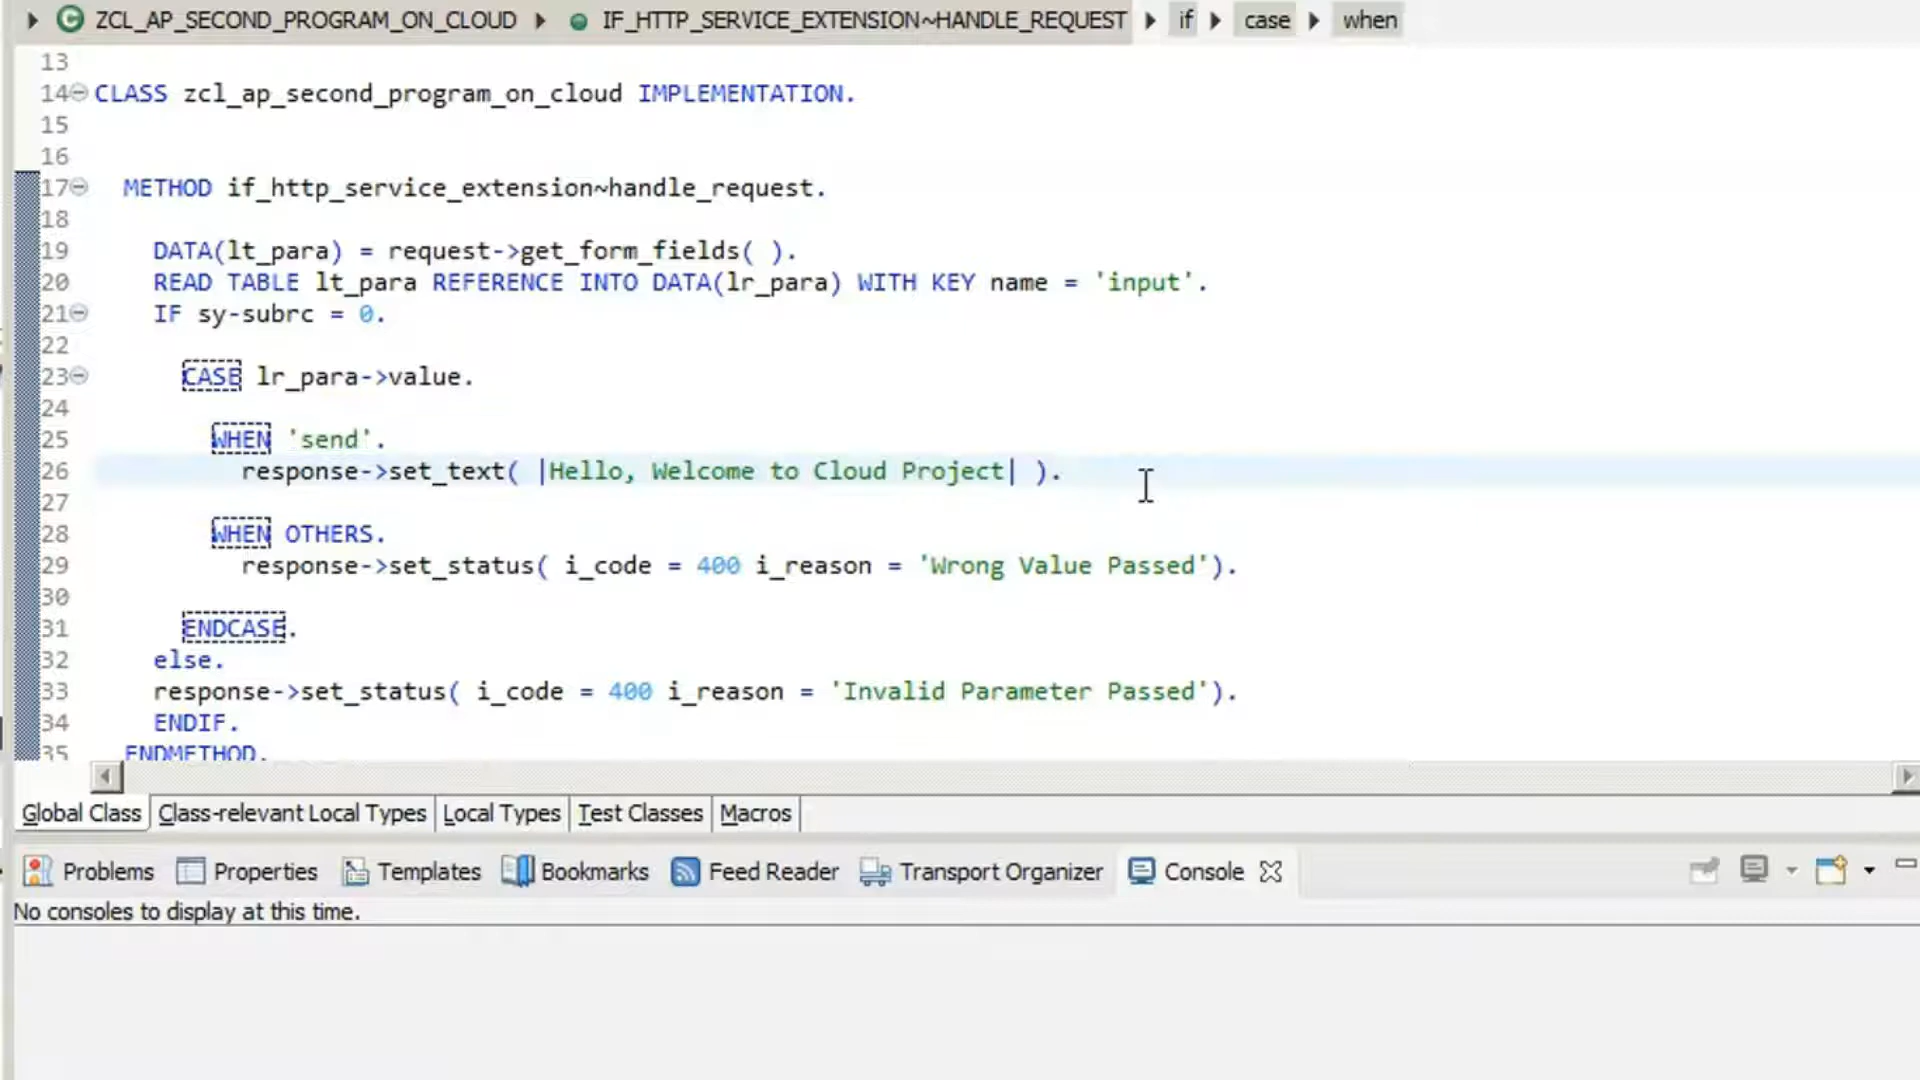 ZCL_AP_SECOND_PROGRAM_ON_CLOUD IF_HTTP_SERVICE_EXTENSION~HANDLE_REQUEST if case when
13
14 CLASS zcl_ap_second_program_on_cloud IMPLEMENTATION.
15
16
17 METHOD if_http_service_extension~handle_request.
18
19 DATA(lt_para) = request->get_form_fields( ).
20 READ TABLE lt_para REFERENCE INTO DATA(lr_para) WITH KEY name = 'input'.
21 IF sy-subrc = 0.
22
23 CASE lr_para->value.
24
25 WHEN 'send'.
26 response->set_text( |Hello, Welcome to Cloud Project| ).
27
28 WHEN OTHERS.
29 response->set_status( i_code = 400 i_reason = 'Wrong Value Passed').
30
31 ENDCASE.
32 else.
33 response->set_status( i_code = 400 i_reason = 'Invalid Parameter Passed').
34 ENDIF.
35 ENDMETHOD.
Global Class Class-relevant Local Types Local Types Test Classes Macros
Problems Properties Templates Bookmarks Feed Reader Transport Organizer Console
No consoles to display at this time.